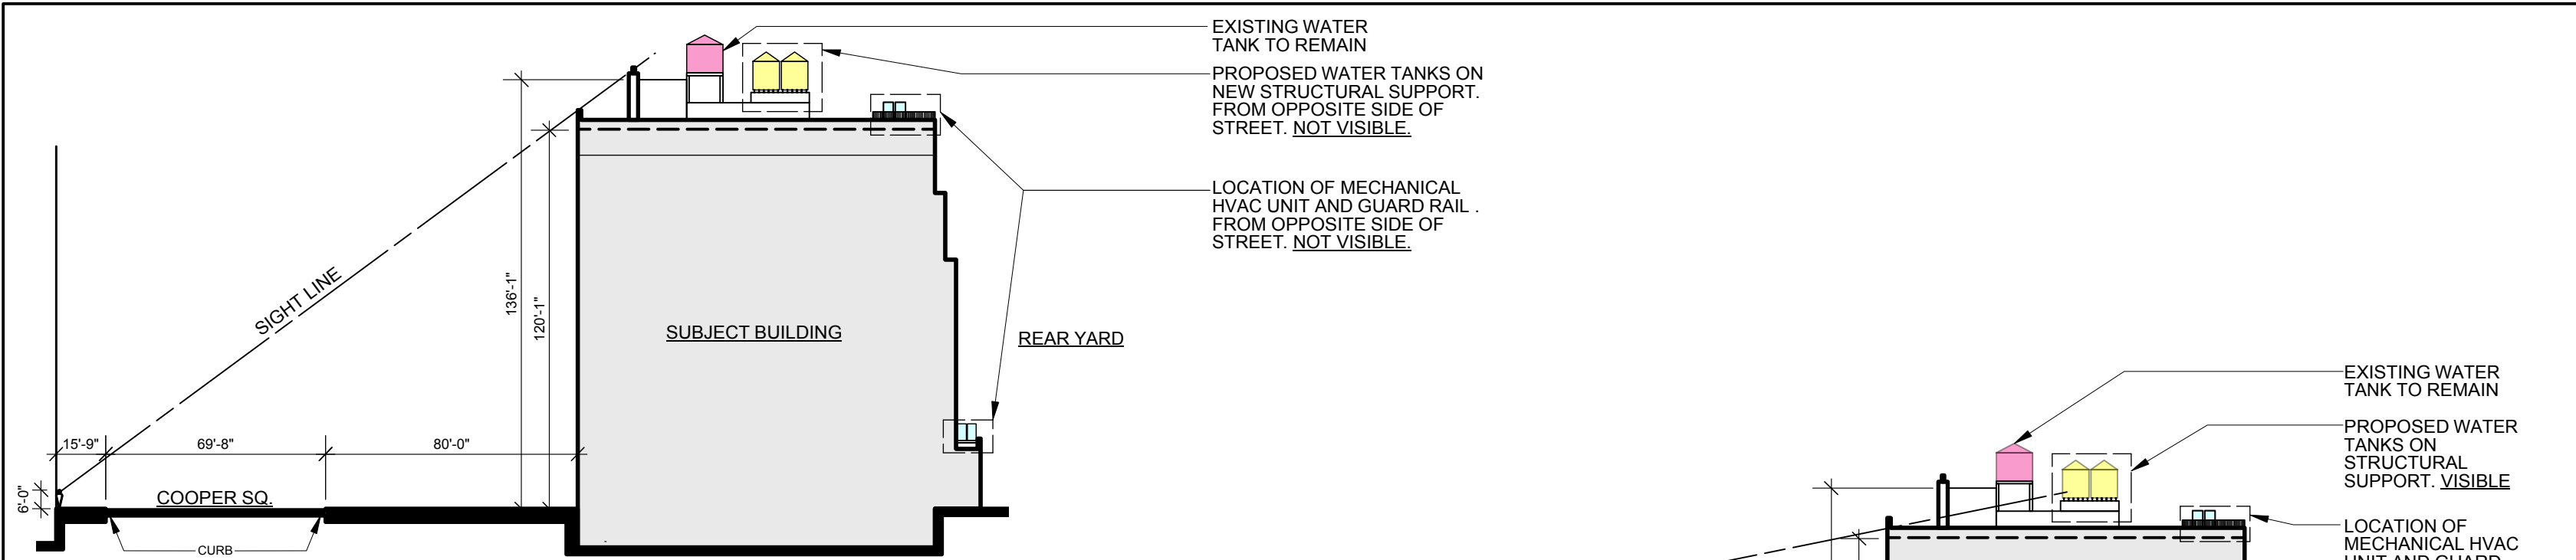 EXISTING WATER
TANK TO REMAIN
PROPOSED WATER TANKS ON
NEW STRUCTURAL SUPPORT.
FROM OPPOSITE SIDE OF
STREET. NOT VISIBLE.
LOCATION OF MECHANICAL
HVAC UNIT AND GUARD RAIL .
FROM OPPOSITE SIDE OF
STREET. NOT VISIBLE.
SIGHT LINE
136'-1"
120'-1"
SUBJECT BUILDING
REAR YARD
15'-9"
69'-8"
80'-0"
6'-0"
COOPER SQ.
CURB
EXISTING WATER
TANK TO REMAIN
PROPOSED WATER
TANKS ON
STRUCTURAL
SUPPORT. VISIBLE
LOCATION OF
MECHANICAL HVAC
UNIT AND GUARD